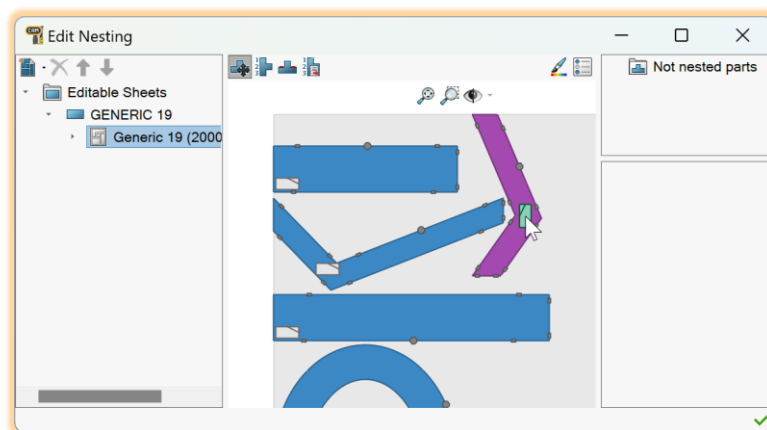 Edit Nesting
Editable Sheets
GENERIC 19
Generic 19 (2000
Not nested parts